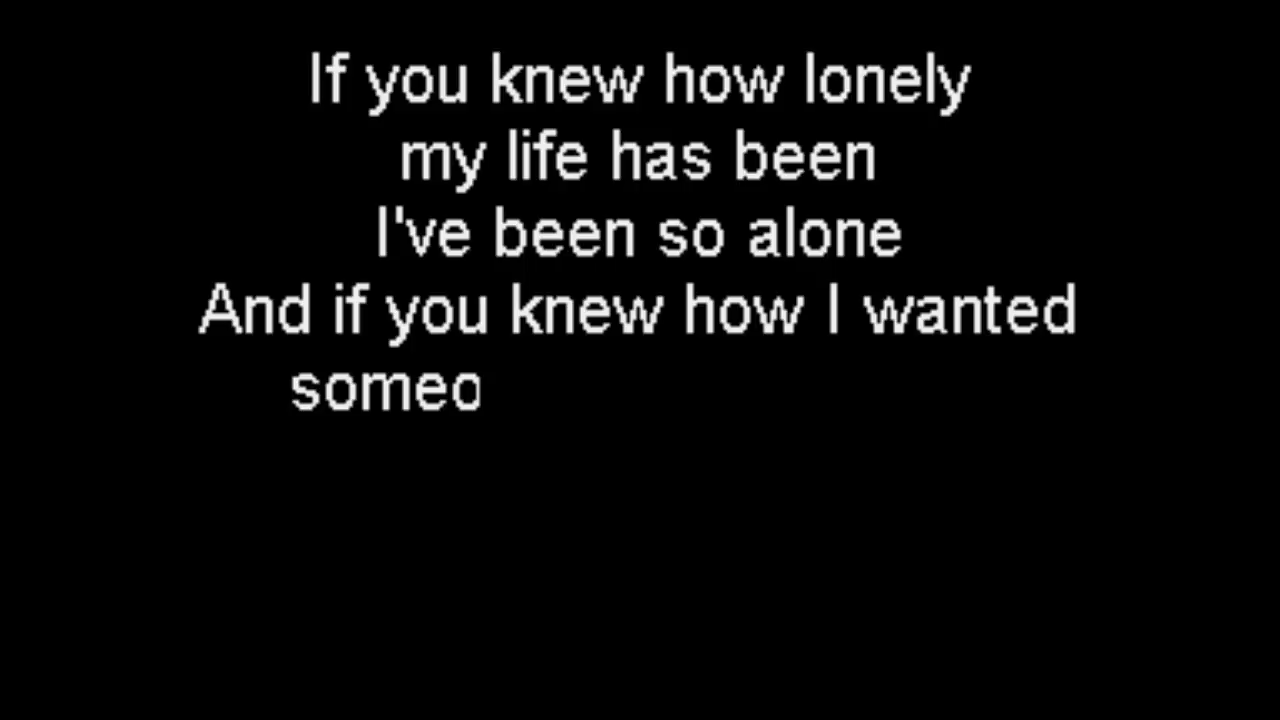 If you knew how lonely
my life has been
I've been so alone
And if you knew how I wanted
someo